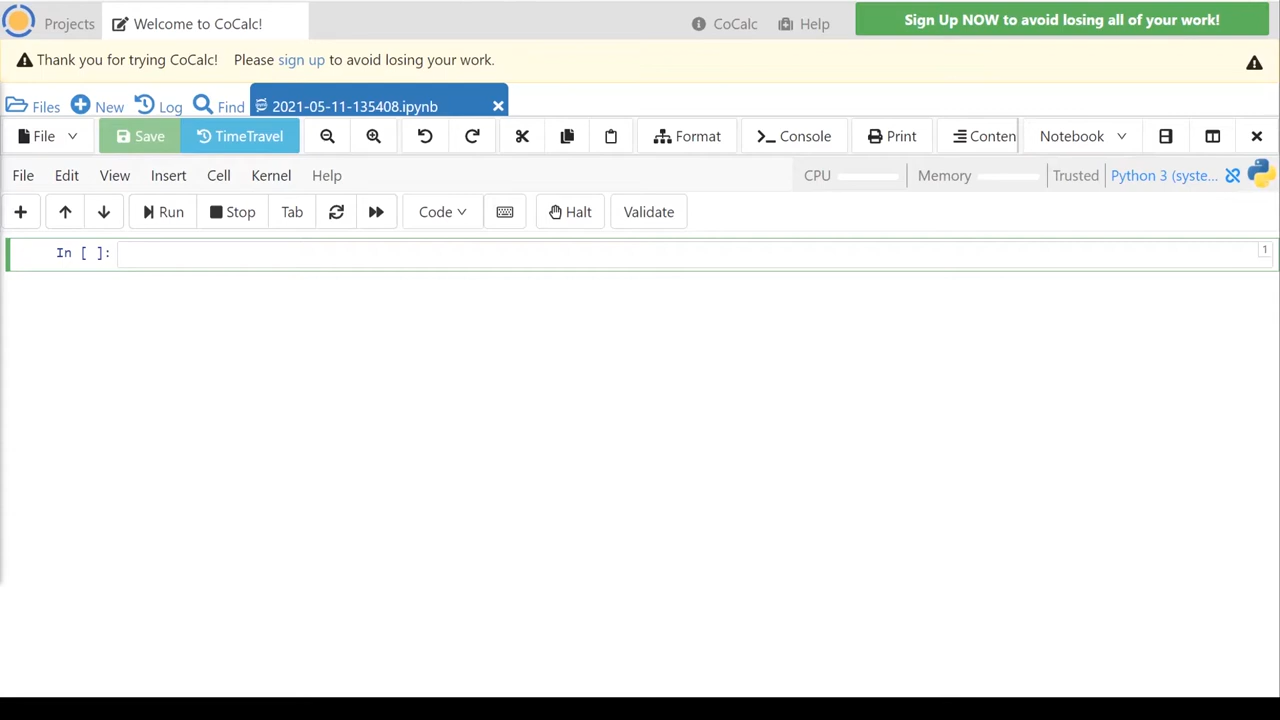 Projects Welcome to CoCalc! CoCalc Help Sign Up NOW to avoid losing all of your work!
Thank you for trying CoCalc! Please sign up to avoid losing your work.
Files New Log Find 2021-05-11-135408.ipynb
File Save TimeTravel Format Console Print Conten Notebook
File Edit View Insert Cell Kernel Help CPU Memory Trusted Python 3 (syste...
Run Stop Tab Code Halt Validate
In [ ]: 1